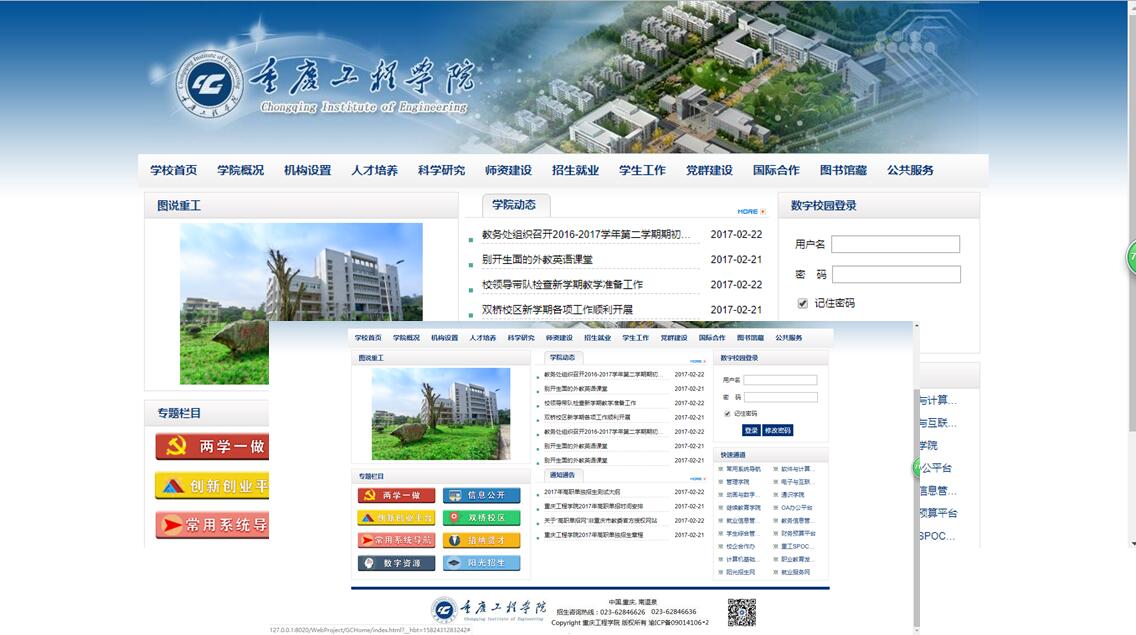 重庆工程学院
Chongqing Institute of Engineering
学校首页 学院概况 机构设置 人才培养 科学研究 师资建设 招生就业 学生工作 党群建设 国际合作 图书馆藏 公共服务
图说重工
学院动态
MORE
教务处组织召开2016-2017学年第二学期期初... 2017-02-22
别开生面的外教英语课堂 2017-02-21
校领导带队检查新学期教学准备工作 2017-02-22
双桥校区新学期各项工作顺利开展 2017-02-21
数字校园登录
用户名
密 码
记住密码
专题栏目
两学一做
创新创业平
常用系统导
与计算...
与互联...
学院
公平台
信息管...
预算平台
SPOC...
学校首页 学院概况 机构设置 人才培养 科学研究 师资建设 招生就业 学生工作 党群建设 国际合作 图书馆藏 公共服务
图说重工
学院动态
MORE
教务处组织召开2016-2017学年第二学期期初... 2017-02-22
别开生面的外教英语课堂 2017-02-21
校领导带队检查新学期教学准备工作 2017-02-22
双桥校区新学期各项工作顺利开展 2017-02-21
教务处组织召开2016-2017学年第二学期期初... 2017-02-22
别开生面的外教英语课堂 2017-02-21
别开生面的外教英语课堂 2017-02-21
数字校园登录
用户名
密 码
记住密码
登录 修改密码
专题栏目
两学一做 信息公开
创新创业平台 双桥校区
常用系统导航 招纳贤才
数字资源 阳光招生
通知通告
MORE
2017年高职单独招生测试大纲 2017-02-22
重庆工程学院2017年高职单独招时间安排 2017-02-21
关于"高职单招网"非重庆市教委官方授权网站 2017-02-22
重庆工程学院2017年高职单独招生章程 2017-02-21
快速通道
常用系统导航 软件与计算...
管理学院 电子与互联...
动画与数字... 通识学院
继续教育学院 OA办公平台
就业信息管... 教务信息管...
学生综合管... 财务预算平台
校企合作办 重工SPOC...
计算机基础... 职业教育发...
阳光招生网 就业服务网
重庆工程学院
Chongqing Institute of Engineering
中国.重庆. 南温泉
招生咨询热线：023-62846626 023-62846636
Copyright 重庆工程学院 版权所有 渝ICP备09014106*2
127.0.0.1:8020/WebProject/GCHome/index.html?__hbt=1582431283242#